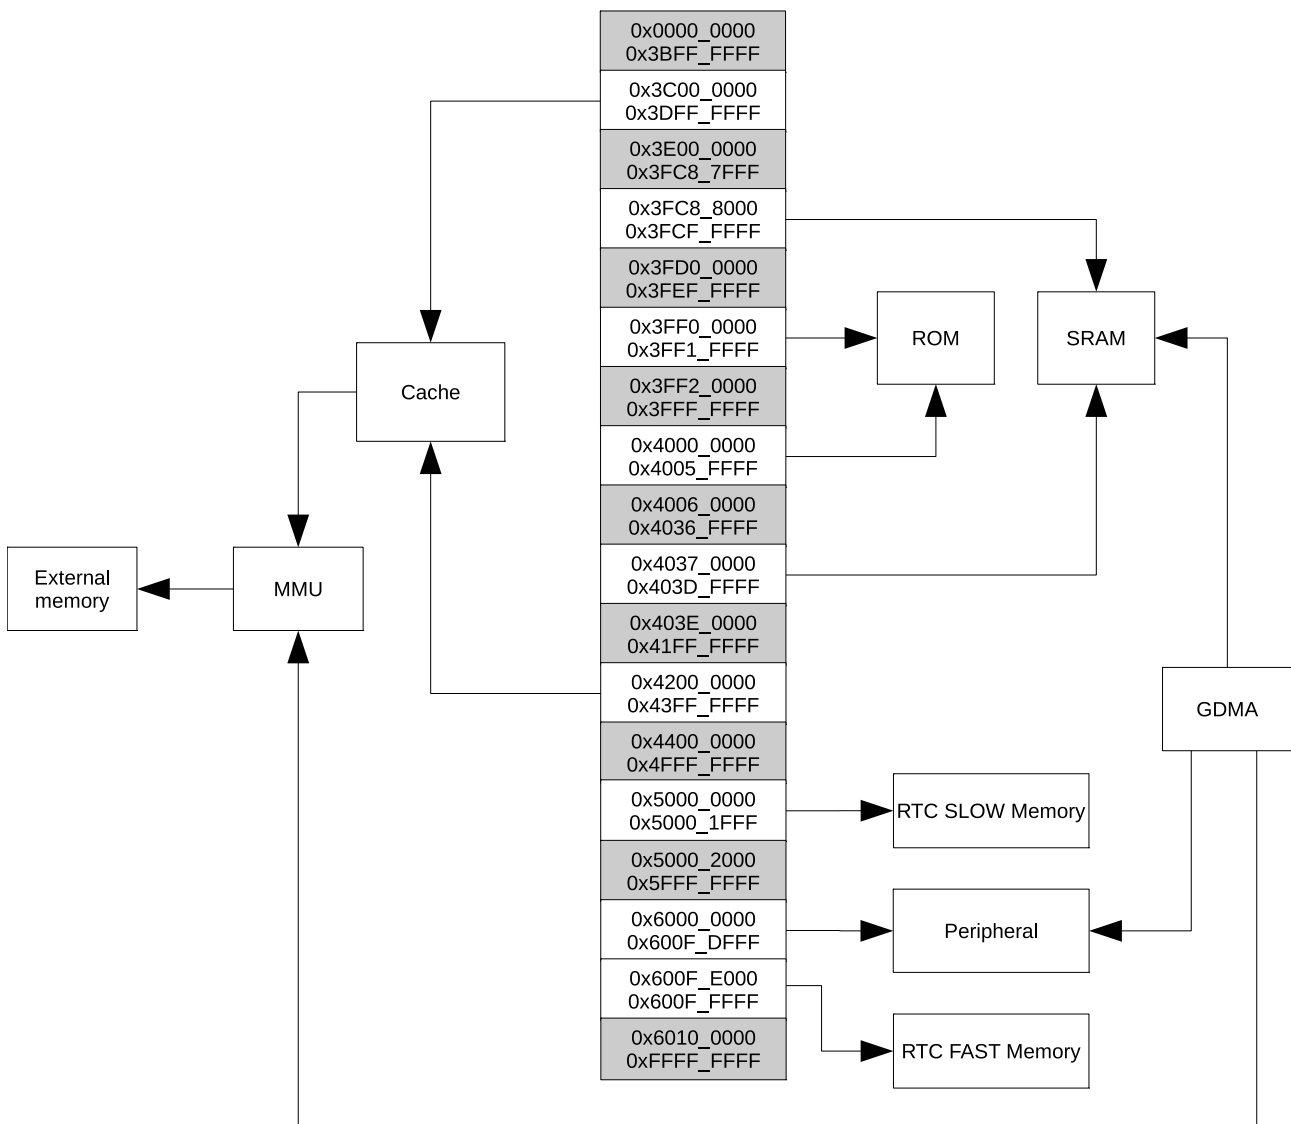 0x0000_0000
0x3BFF_FFFF
0x3C00_0000
0x3DFF_FFFF
0x3E00_0000
0x3FC8_7FFF
0x3FC8_8000
0x3FCF_FFFF
0x3FD0_0000
0x3FEF_FFFF
0x3FF0_0000
0x3FF1_FFFF
0x3FF2_0000
0x3FFF_FFFF
0x4000_0000
0x4005_FFFF
0x4006_0000
0x4036_FFFF
0x4037_0000
0x403D_FFFF
0x403E_0000
0x41FF_FFFF
0x4200_0000
0x43FF_FFFF
0x4400_0000
0x4FFF_FFFF
0x5000_0000
0x5000_1FFF
0x5000_2000
0x5FFF_FFFF
0x6000_0000
0x600F_DFFF
0x600F_E000
0x600F_FFFF
0x6010_0000
0xFFFF_FFFF
Cache
External
memory
MMU
ROM
SRAM
GDMA
RTC SLOW Memory
Peripheral
RTC FAST Memory